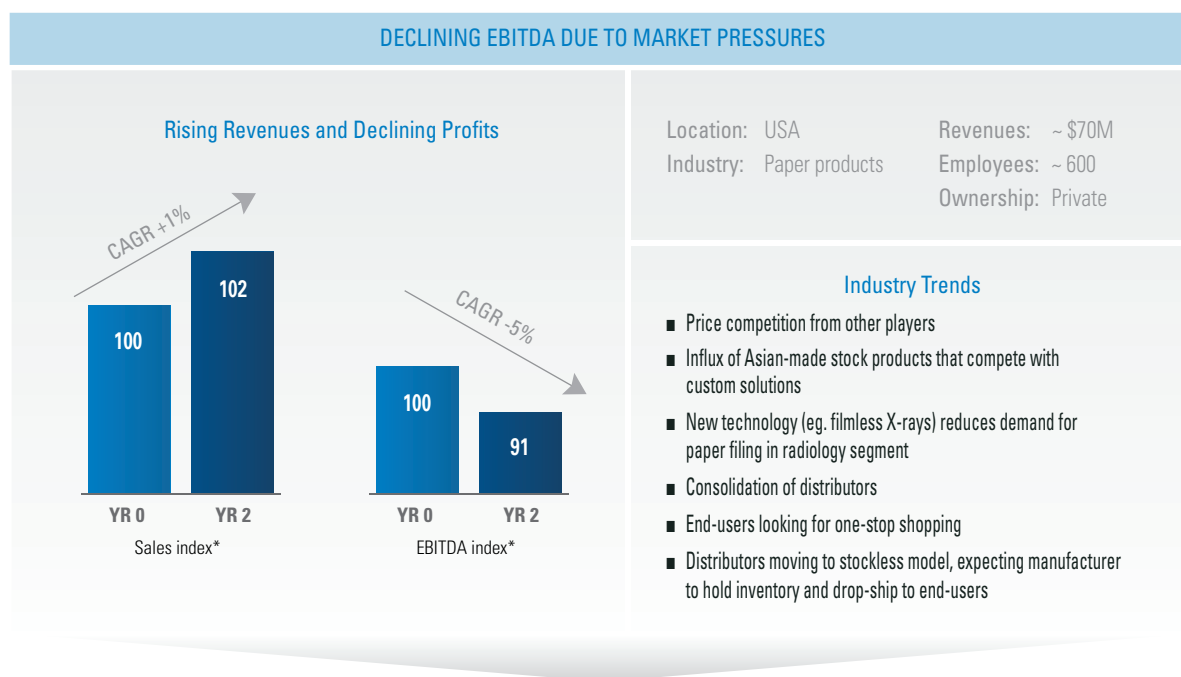 DECLINING EBITDA DUE TO MARKET PRESSURES
Rising Revenues and Declining Profits
CAGR +1%
100
102
YR 0
YR 2
Sales index*
CAGR -5%
100
91
YR 0
YR 2
EBITDA index*
Location: USA
Industry: Paper products
Revenues: ~ $70M
Employees: ~ 600
Ownership: Private
Industry Trends
■ Price competition from other players
■ Influx of Asian-made stock products that compete with
custom solutions
■ New technology (eg. filmless X-rays) reduces demand for
paper filing in radiology segment
■ Consolidation of distributors
■ End-users looking for one-stop shopping
■ Distributors moving to stockless model, expecting manufacturer
to hold inventory and drop-ship to end-users